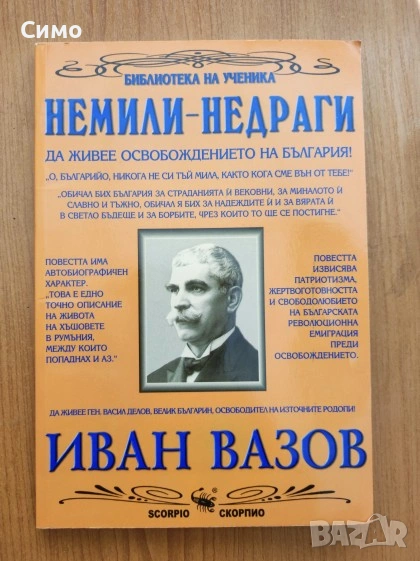 Симо
БИБЛИОТЕКА НА УЧЕНИКА
НЕМИЛИ-НЕДРАГИ
ДА ЖИВЕЕ ОСВОБОЖДЕНИЕТО НА БЪЛГАРИЯ!
„О, БЪЛГАРИЙО, НИКОГА НЕ СИ ТЪЙ МИЛА, КАКТО КОГА СМЕ ВЪН ОТ ТЕБЕ!“
„ОБИЧАЛ БИХ БЪЛГАРИЯ ЗА СТРАДАНИЯТА Ѝ ВЕКОВНИ, ЗА МИНАЛОТО Ѝ
СЛАВНО И ТЪЖНО, ОБИЧАЛ Я БИХ ЗА НАДЕЖДИТЕ Ѝ И ЗА ВЯРАТА Ѝ
В СВЕТЛО БЪДЕЩЕ И ЗА БОРБИТЕ, ЧРЕЗ КОИТО ТО ЩЕ СЕ ПОСТИГНЕ.“
ПОВЕСТТА ИМА
АВТОБИОГРАФИЧЕН
ХАРАКТЕР.
„ТОВА Е ЕДНО
ТОЧНО ОПИСАНИЕ
НА ЖИВОТА
НА ХЪШОВЕТЕ
В РУМЪНИЯ,
МЕЖДУ КОИТО
ПОПАДНАХ И АЗ.“
ПОВЕСТТА
ИЗВИСЯВА
ПАТРИОТИЗМА,
ЖЕРТВОГОТОВНОСТТА
И СВОБОДОЛЮБИЕТО
НА БЪЛГАРСКАТА
РЕВОЛЮЦИОННА
ЕМИГРАЦИЯ
ПРЕДИ
ОСВОБОЖДЕНИЕТО.
ДА ЖИВЕЕ ГЕН. ВАСИЛ ДЕЛОВ, ВЕЛИК БЪЛГАРИН, ОСВОБОДИТЕЛ НА ИЗТОЧНИТЕ РОДОПИ!
ИВАН ВАЗОВ
SCORPIO ® СКОРПИО
BAZAR